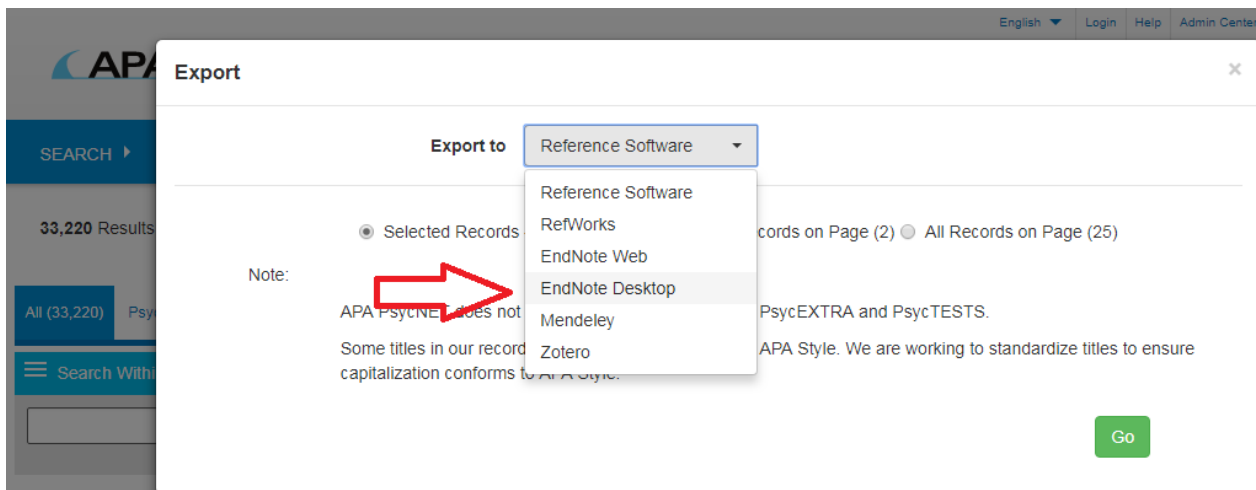 English Login Help Admin Center
APA
Export ×
Export to Reference Software
SEARCH
Reference Software
RefWorks
33,220 Results
Selected Records cords on Page (2) All Records on Page (25)
EndNote Web
Note:
EndNote Desktop
All (33,220) Psy
APA PsycNET does not PsycEXTRA and PsycTESTS.
Mendeley
Some titles in our record APA Style. We are working to standardize titles to ensure
Zotero
Search Withi
capitalization conforms to APA Style.
Go